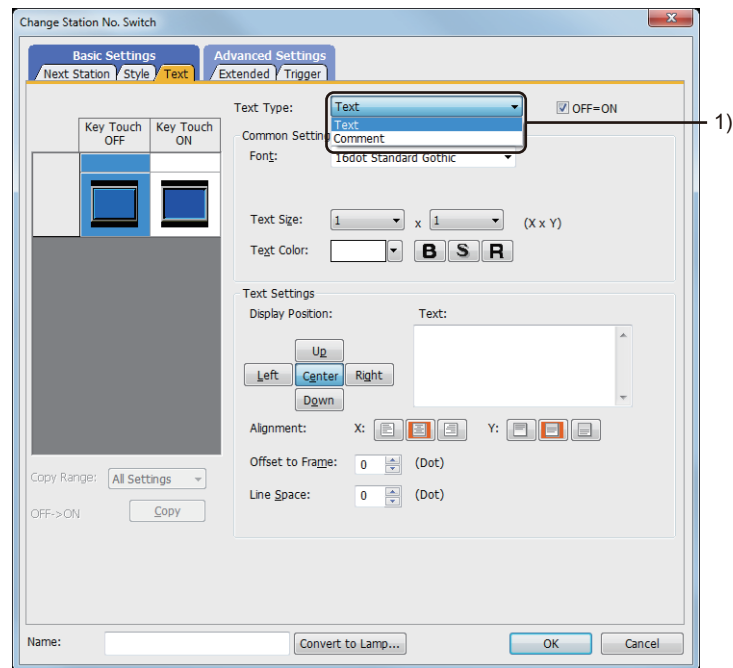 Change Station No. Switch
x
Basic Settings Advanced Settings
Next Station Style Text Extended Trigger
Text Type: Text OFF=ON
Text
Comment
1)
Key Touch OFF Key Touch ON
Common Setting
Font: 16dot Standard Gothic
Text Size: 1 x 1 (X x Y)
Text Color: B S R
Text Settings
Display Position: Text:
Up
Left Center Right
Down
Alignment: X: Y:
Offset to Frame: 0 (Dot)
Line Space: 0 (Dot)
Copy Range: All Settings
OFF->ON Copy
Name: Convert to Lamp... OK Cancel